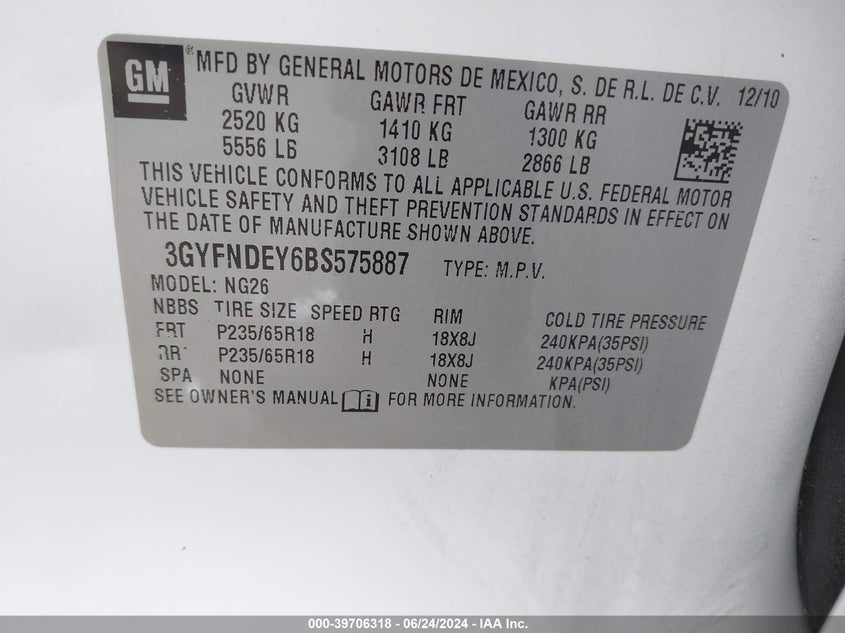 GM
® MFD BY GENERAL MOTORS DE MEXICO, S. DE R.L. DE C.V. 12/10
GVWR GAWR FRT GAWR RR
2520 KG 1410 KG 1300 KG
5556 LB 3108 LB 2866 LB
THIS VEHICLE CONFORMS TO ALL APPLICABLE U.S. FEDERAL MOTOR
VEHICLE SAFETY AND THEFT PREVENTION STANDARDS IN EFFECT ON
THE DATE OF MANUFACTURE SHOWN ABOVE.
3GYFNDEY6BS575887 TYPE: M.P.V.
MODEL: NG26
NBBS TIRE SIZE SPEED RTG RIM COLD TIRE PRESSURE
FRT P235/65R18 H 18X8J 240KPA(35PSI)
RR P235/65R18 H 18X8J 240KPA(35PSI)
SPA NONE NONE KPA(PSI)
SEE OWNER'S MANUAL FOR MORE INFORMATION.
000-39706318 | 06/24/2024 - IAA Inc.